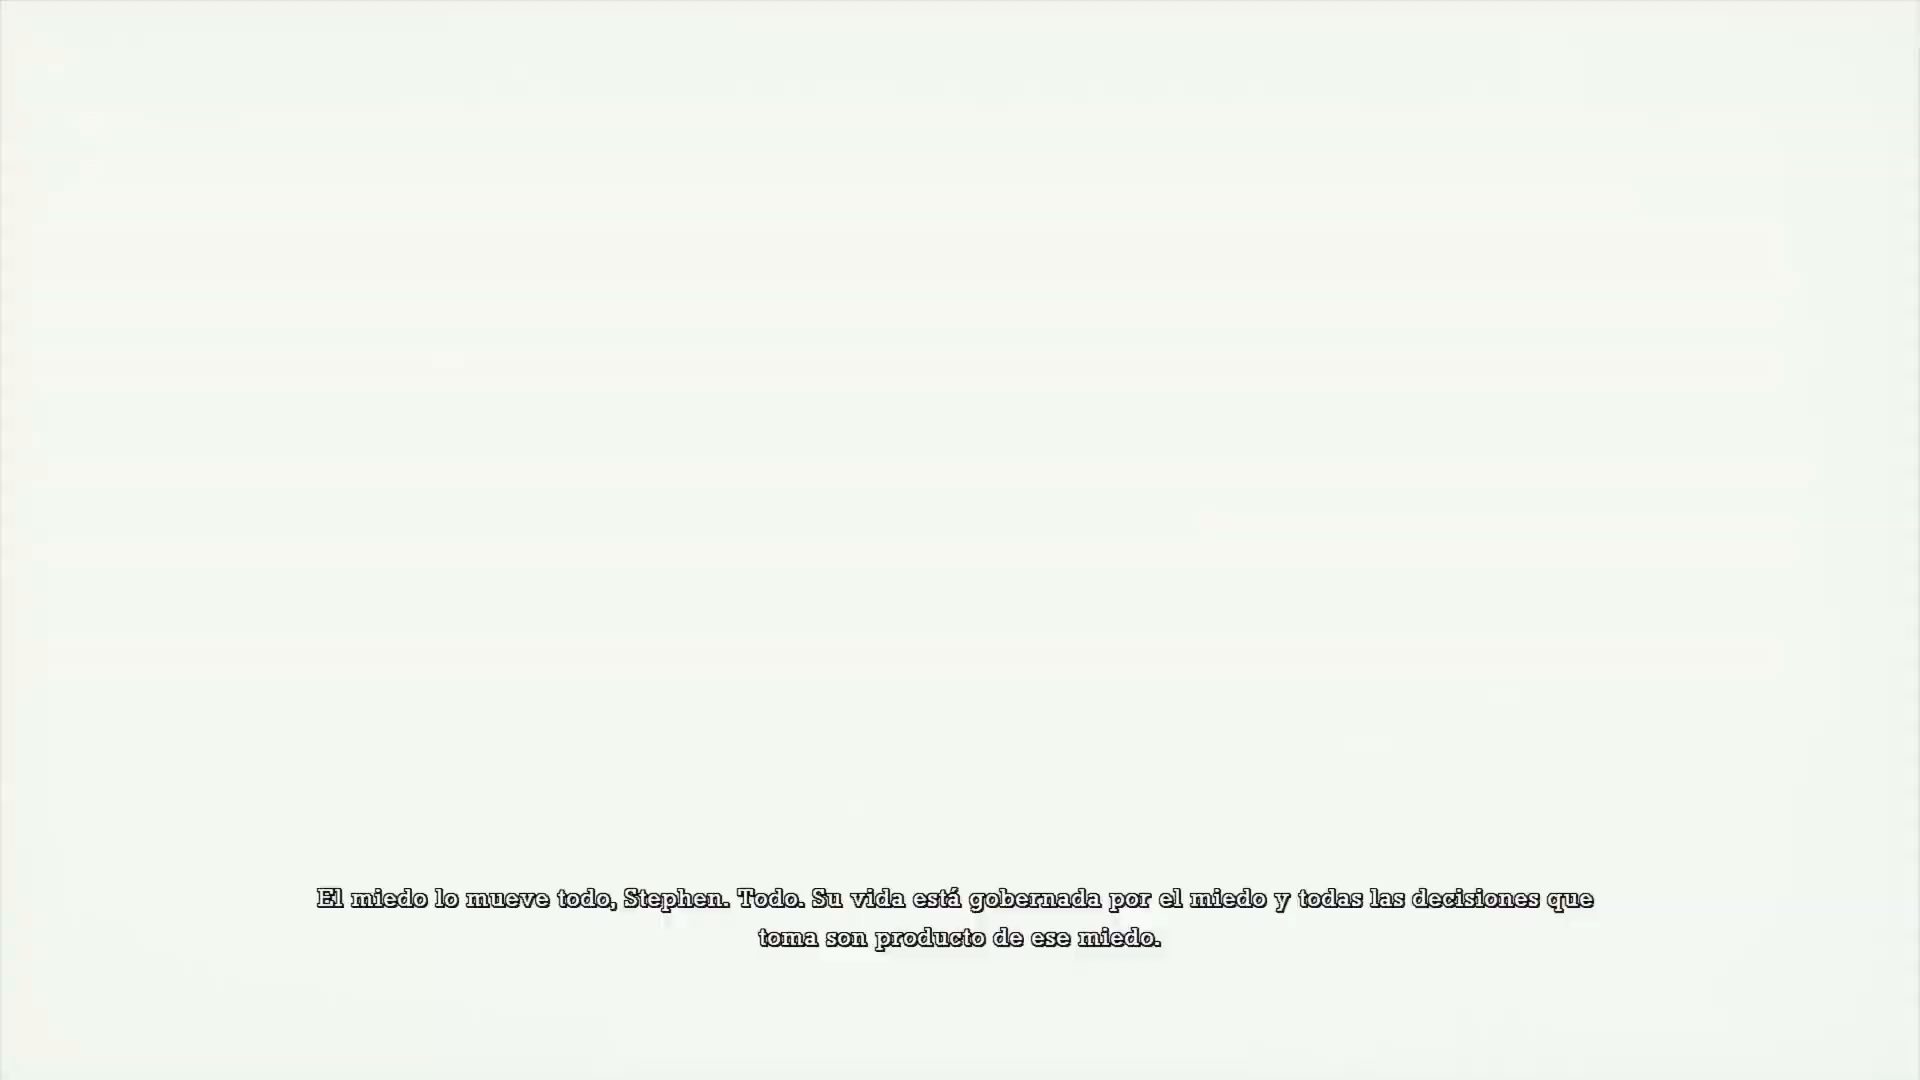 El miedo lo mueve todo, Stephen. Todo. Su vida está gobernada por el miedo y todas las decisiones que
toma son producto de ese miedo.